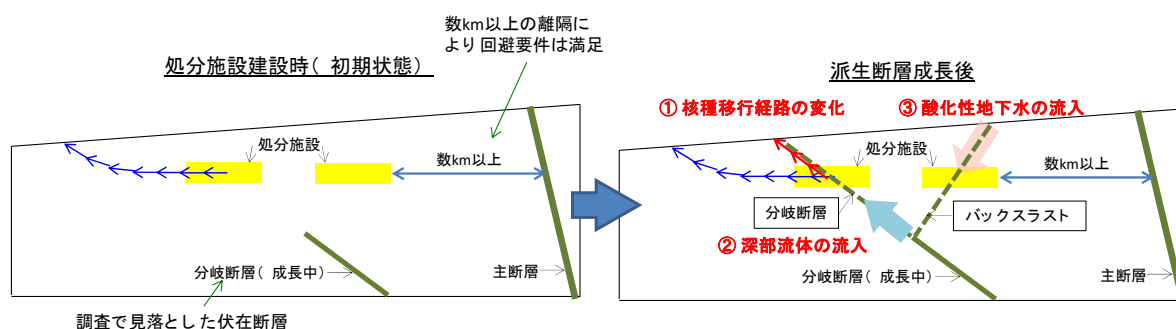 数km以上の離隔に
より回避要件は満足
処分施設建設時(初期状態)
処分施設
数km以上
分岐断層(成長中)
主断層
調査で見落とした伏在断層
派生断層成長後
① 核種移行経路の変化
③ 酸化性地下水の流入
処分施設
数km以上
分岐断層
バックスラスト
② 深部流体の流入
分岐断層(成長中)
主断層